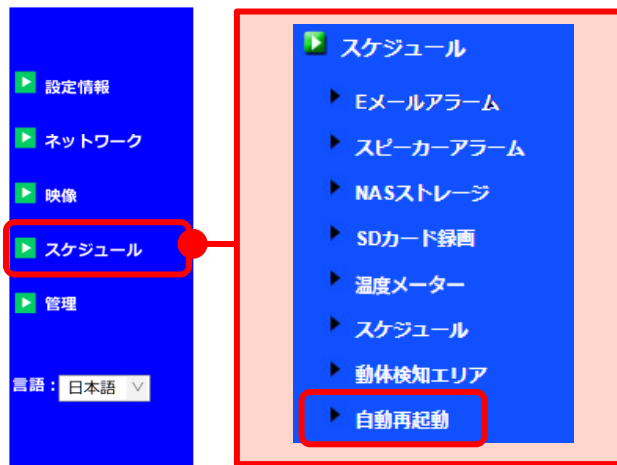 設定情報
ネットワーク
映像
スケジュール
管理
言語： 日本語
スケジュール
Eメールアラーム
スピーカーアラーム
NASストレージ
SDカード録画
温度メーター
スケジュール
動体検知エリア
自動再起動